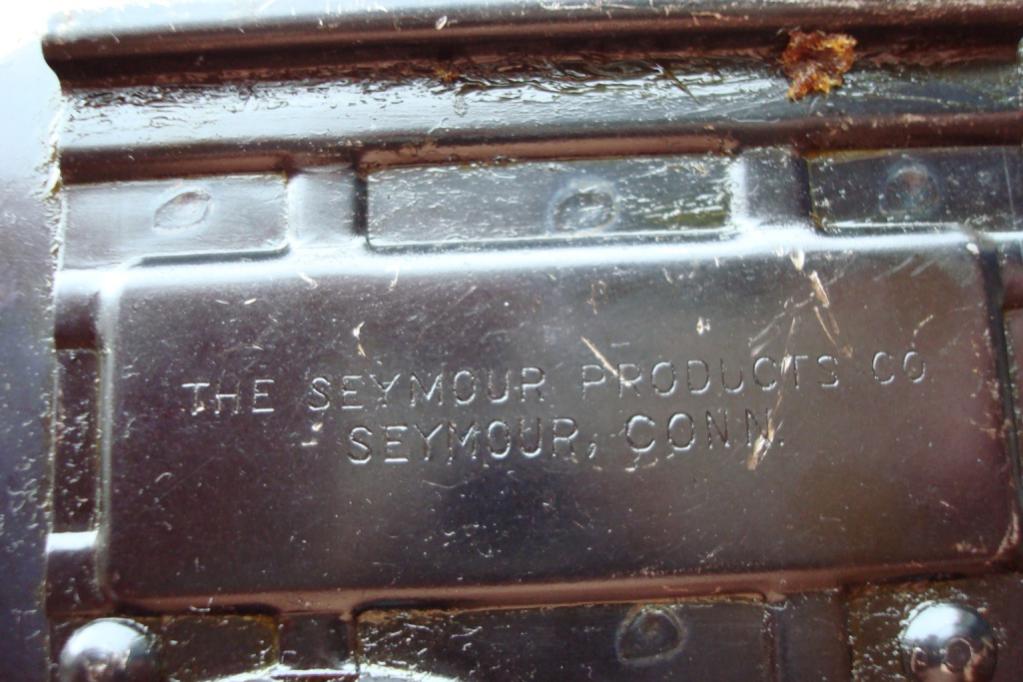 THE SEYMOUR PRODUCTS CO
SEYMOUR, CONN.